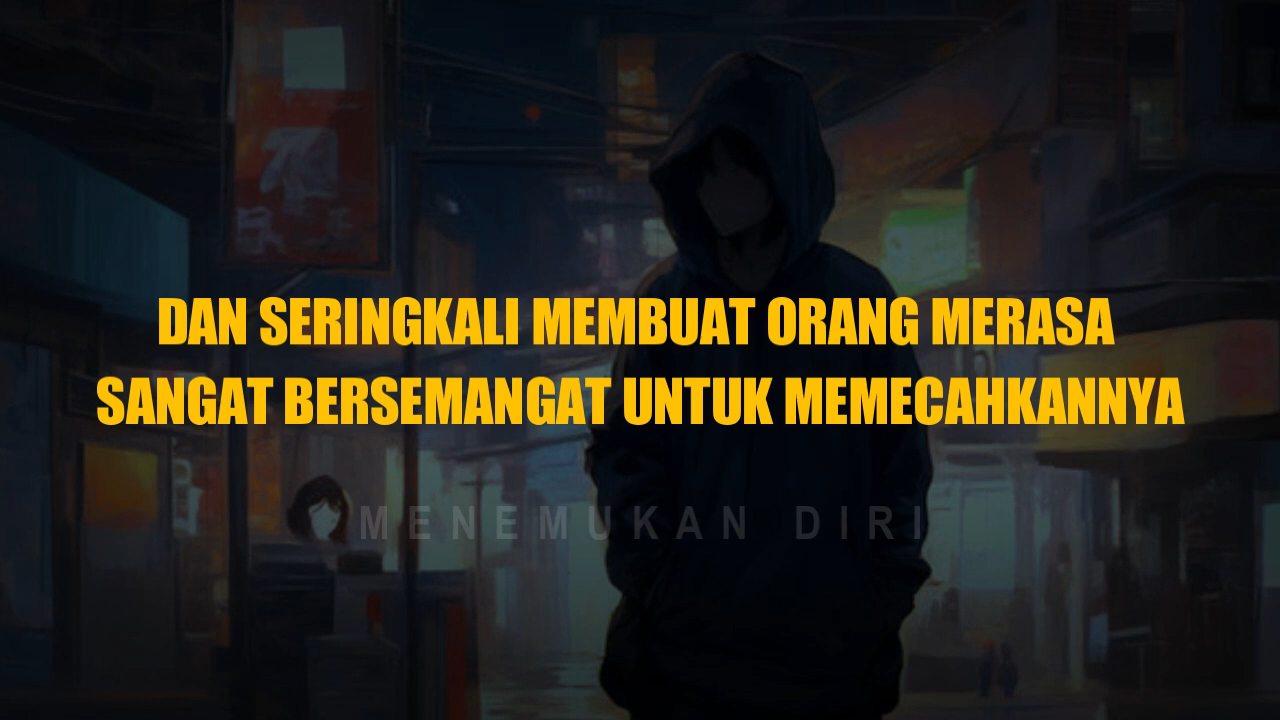 DAN SERINGKALI MEMBUAT ORANG MERASA
SANGAT BERSEMANGAT UNTUK MEMECAHKANNYA
MENEMUKAN DIRI